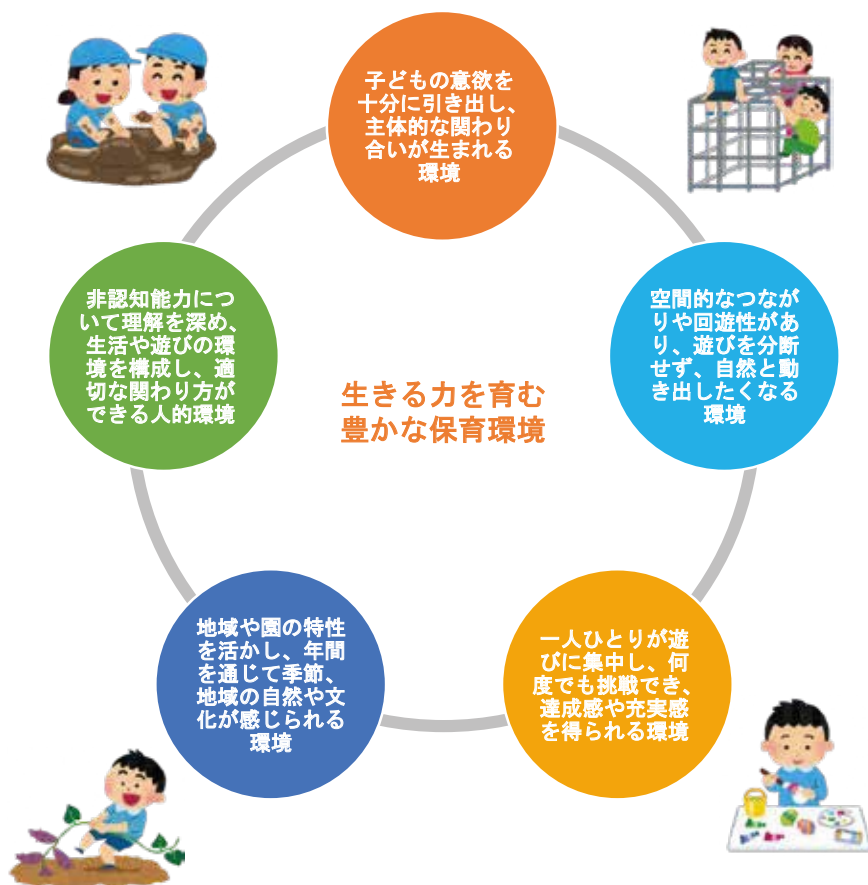 子どもの意欲を
十分に引き出し、
主体的な関わり
合いが生まれる
環境
空間的なつなが
りや回遊性があ
り、遊びを分断
せず、自然と動
き出したくなる
環境
一人ひとりが遊
びに集中し、何
度でも挑戦でき、
達成感や充実感
を得られる環境
地域や園の特性
を活かし、年間
を通じて季節、
地域の自然や文
化が感じられる
環境
非認知能力につ
いて理解を深め、
生活や遊びの環
境を構成し、適
切な関わり方が
できる人的環境
生きる力を育む
豊かな保育環境